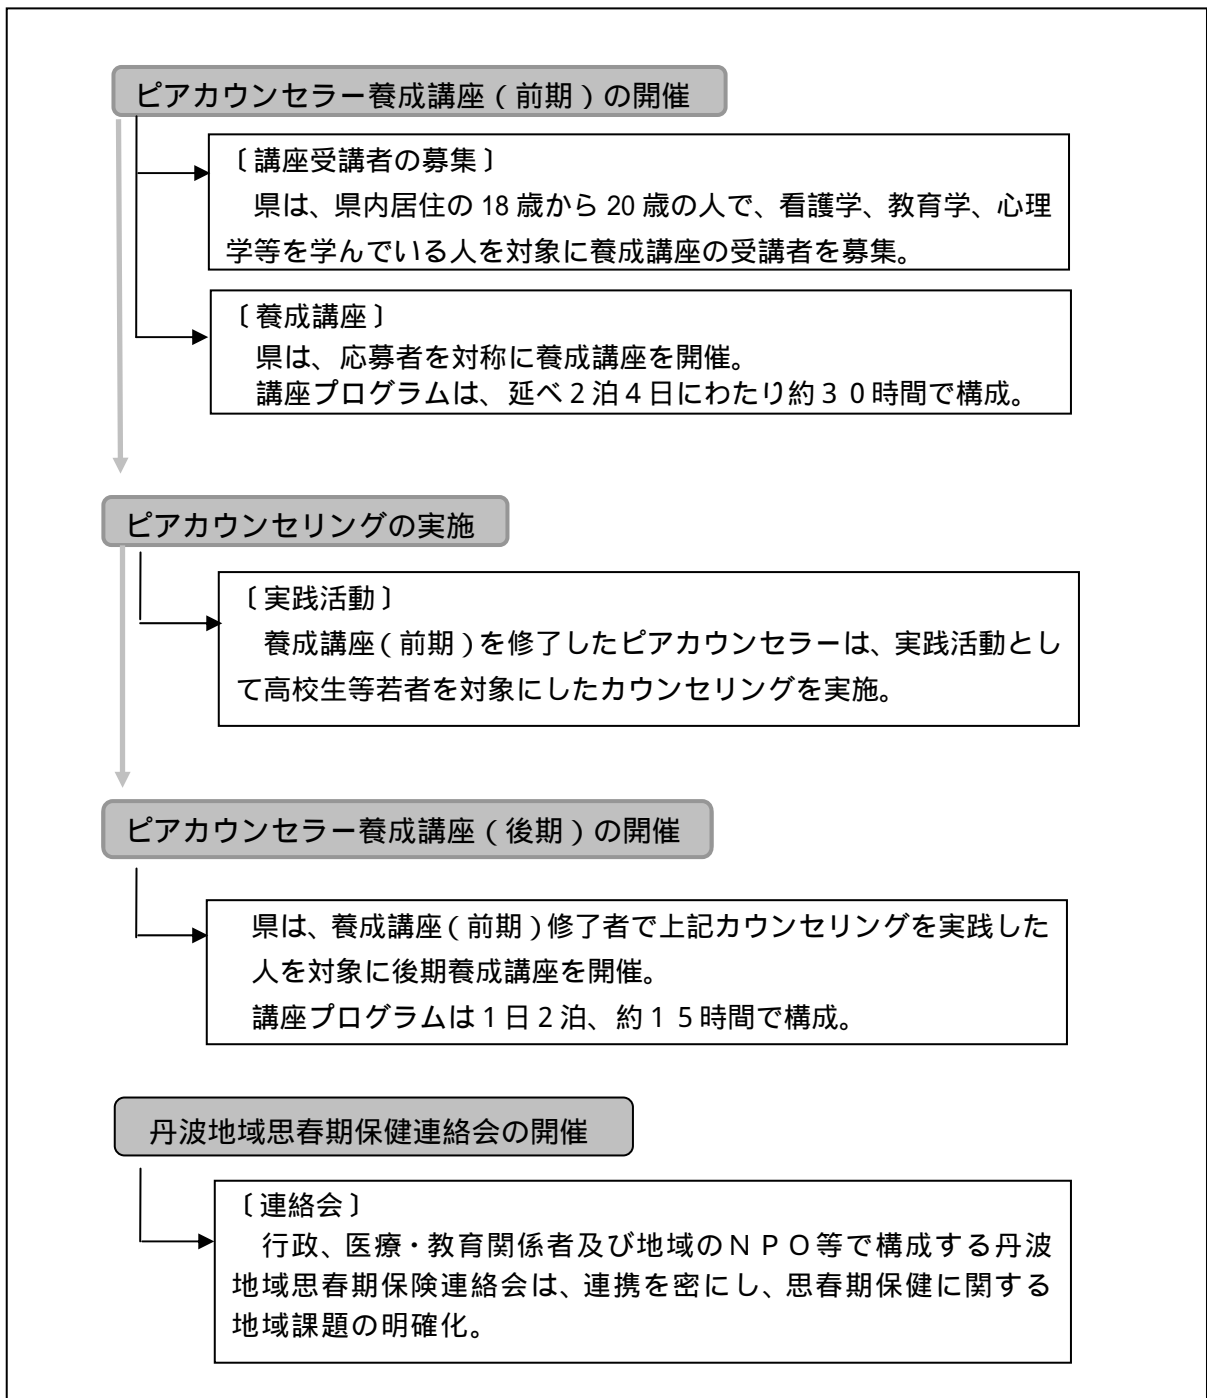 ピアカウンセラー養成講座(前期)の開催
〔講座受講者の募集〕
県は、県内居住の 18 歳から 20 歳の人で、看護学、教育学、心理
学等を学んでいる人を対象に養成講座の受講者を募集。
〔養成講座〕
県は、応募者を対称に養成講座を開催。
講座プログラムは、延べ2泊4日にわたり約30時間で構成。
ピアカウンセリングの実施
〔実践活動〕
養成講座(前期)を修了したピアカウンセラーは、実践活動とし
て高校生等若者を対象にしたカウンセリングを実施。
ピアカウンセラー養成講座(後期)の開催
県は、養成講座(前期)修了者で上記カウンセリングを実践した
人を対象に後期養成講座を開催。
講座プログラムは1日2泊、約15時間で構成。
丹波地域思春期保健連絡会の開催
〔連絡会〕
行政、医療・教育関係者及び地域のNPO等で構成する丹波
地域思春期保険連絡会は、連携を密にし、思春期保健に関する
地域課題の明確化。